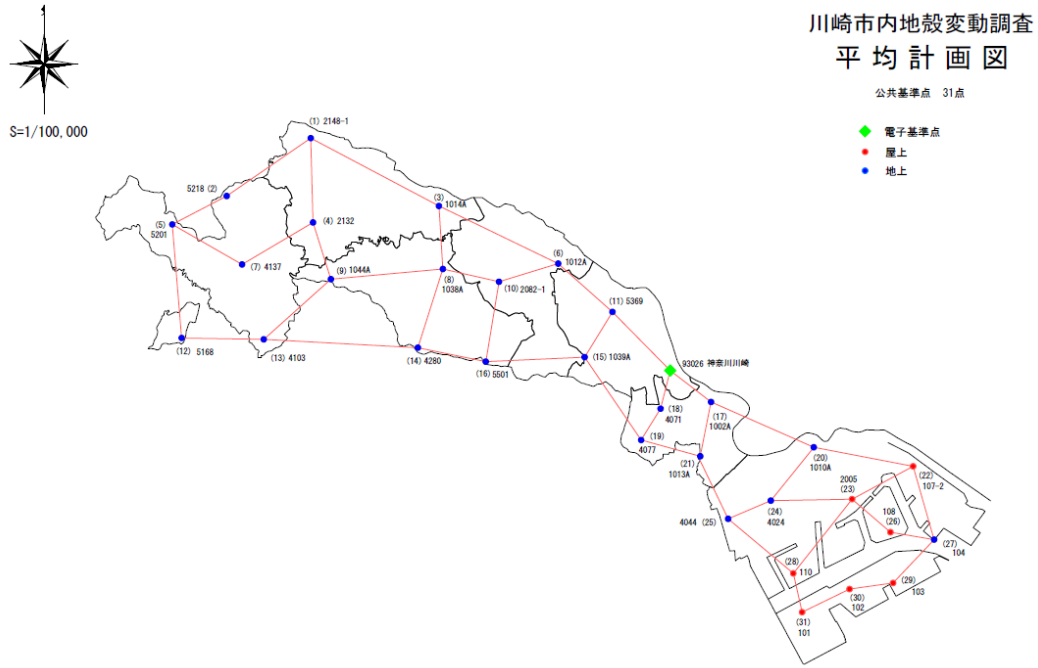 川崎市内地殻変動調査
平均計画図
公共基準点 31点
電子基準点
屋上
地上
S=1/100,000
(1) 2148-1
5218 (2)
(3)
1014A
(4) 2132
(5)
5201
(6)
1012A
(7) 4137
(9)
1044A
(8)
1038A
(10) 2082-1
(11) 5369
(12) 5168
(13) 4103
(14) 4280
(15) 1039A
(16)
5501
93026 神奈川川崎
(18)
4071
(17)
1002A
(19)
4077
(21)
1013A
(20)
1010A
(22)
107-2
2005
(23)
(24)
4024
4044 (25)
108
(26)
(27)
104
(28)
110
(29)
103
(30)
102
(31)
101